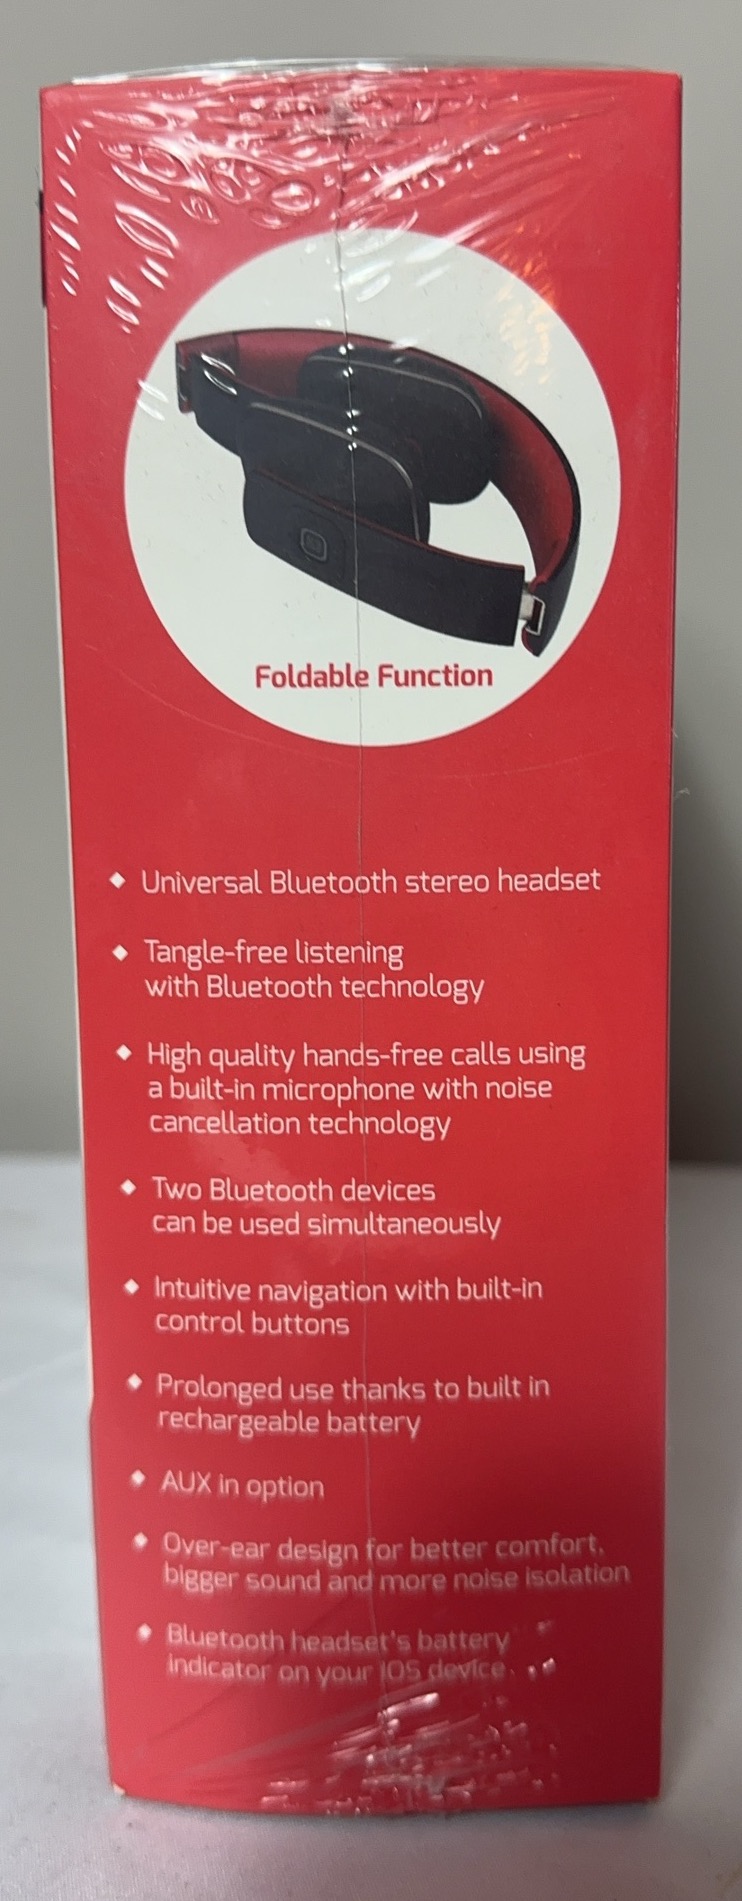 Foldable Function
Universal Bluetooth stereo headset
Tangle-free listening
with Bluetooth technology
High quality hands-free calls using
a built-in microphone with noise
cancellation technology
Two Bluetooth devices
can be used simultaneously
Intuitive navigation with built-in
control buttons
Prolonged use thanks to built in
rechargeable battery
AUX in option
Over-ear design for better comfort,
bigger sound and more noise isolation
Bluetooth headset's battery
indicator on your IOS device.